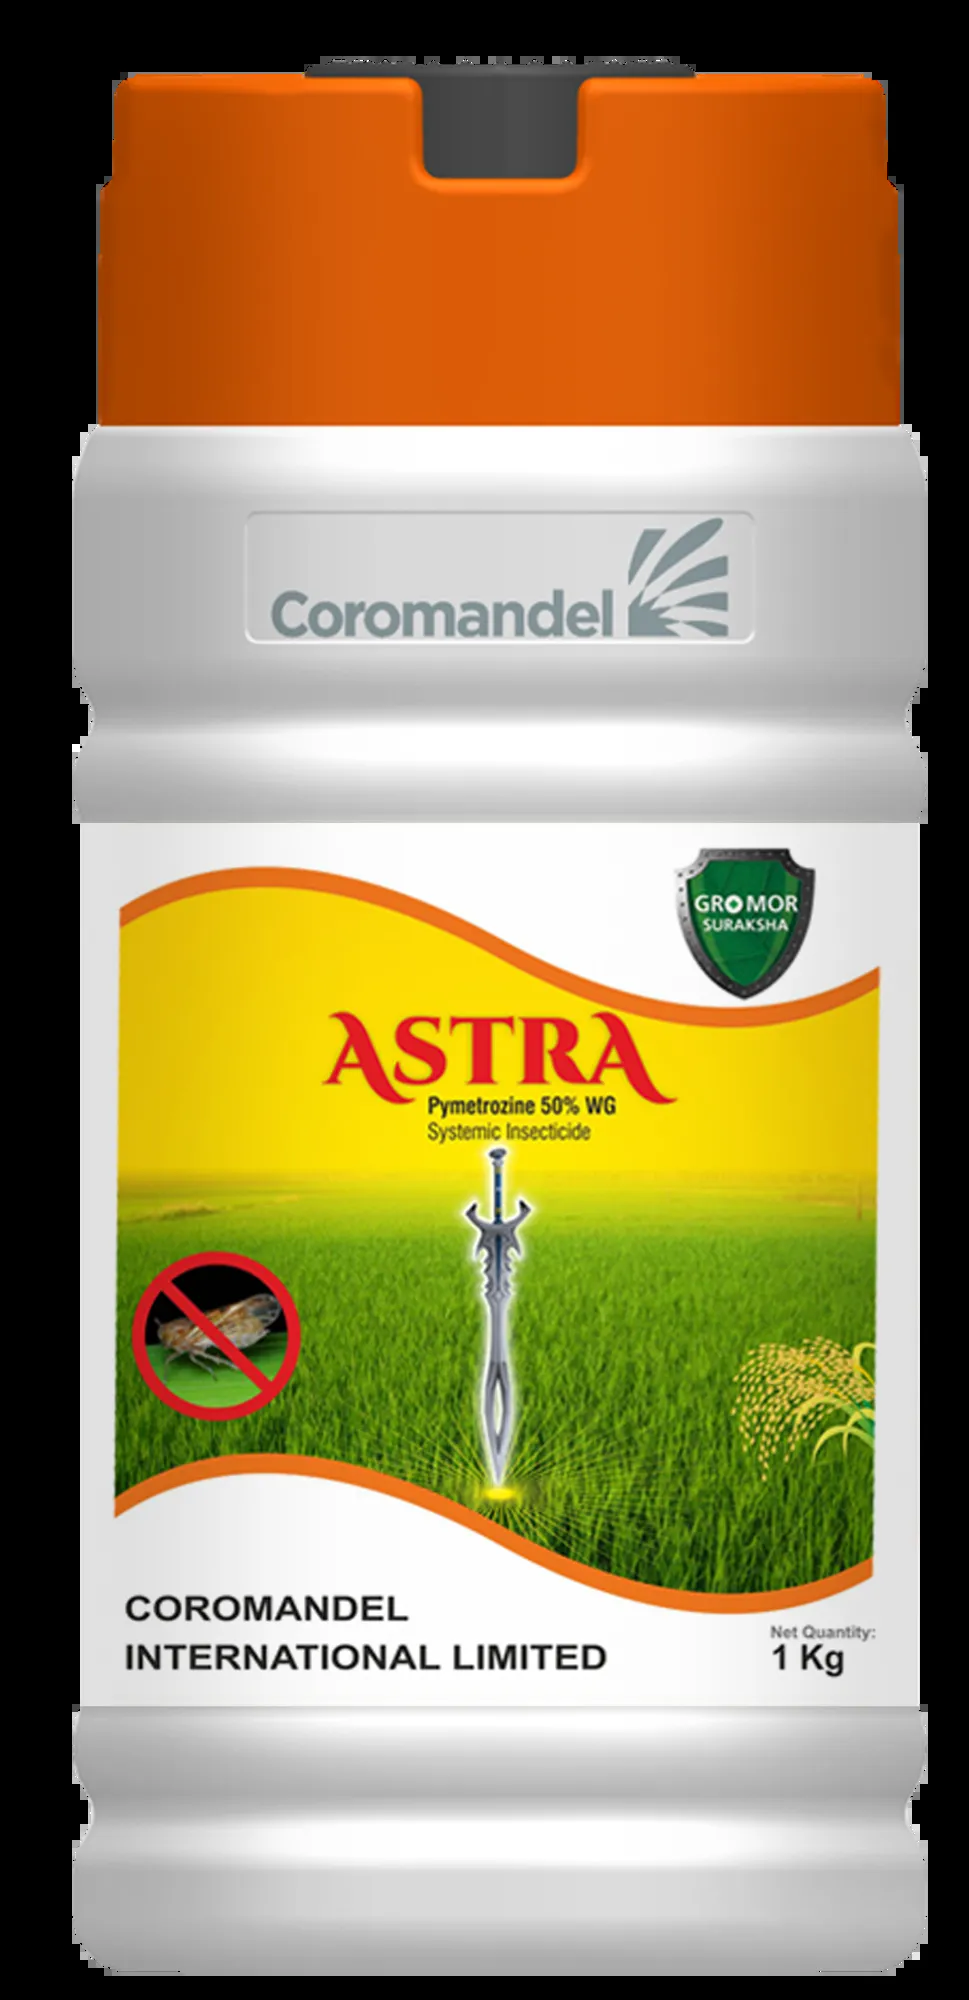 Coromandel
GROMOR
SURAKSHA
ASTRA
Pymetrozine 50% WG
Systemic Insecticide
COROMANDEL
INTERNATIONAL LIMITED
Net Quantity:
1 Kg